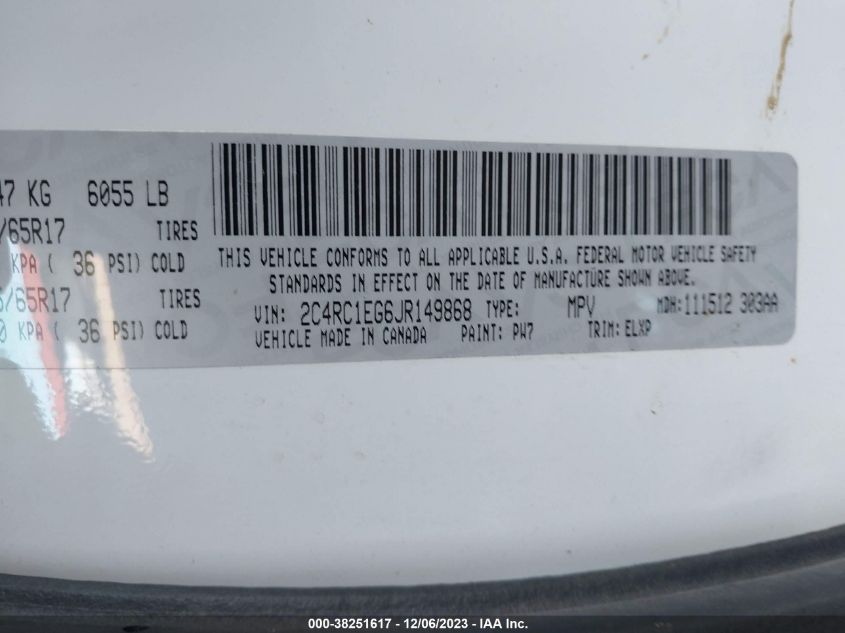 47 KG 6055 LB
/65R17 TIRES
KPA ( 36 PSI) COLD
/65R17 TIRES
0 KPA ( 36 PSI) COLD
THIS VEHICLE CONFORMS TO ALL APPLICABLE U.S.A. FEDERAL MOTOR VEHICLE SAFETY
STANDARDS IN EFFECT ON THE DATE OF MANUFACTURE SHOWN ABOVE.
VIN: 2C4RC1EG6JR149868 TYPE: MPV MDH:111512 303AA
VEHICLE MADE IN CANADA PAINT: PW7 TRIM: ELXP
000-38251617 - 12/06/2023 - IAA Inc.